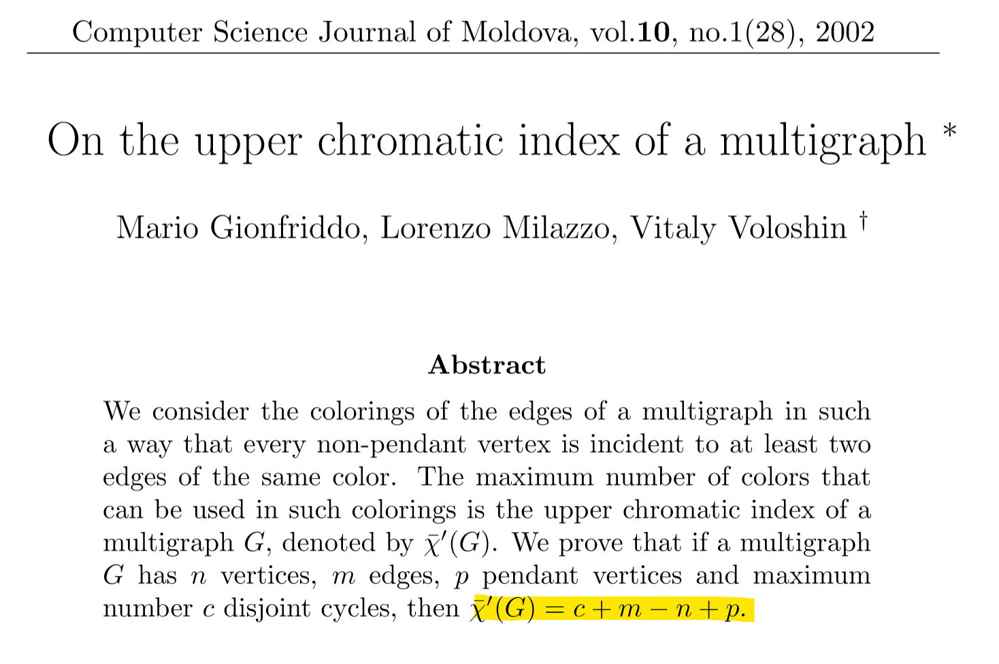 Computer Science Journal of Moldova, vol.10, no.1(28), 2002
On the upper chromatic index of a multigraph *
Mario Gionfriddo, Lorenzo Milazzo, Vitaly Voloshin †
Abstract
We consider the colorings of the edges of a multigraph in such
a way that every non-pendant vertex is incident to at least two
edges of the same color. The maximum number of colors that
can be used in such colorings is the upper chromatic index of a
multigraph G, denoted by χ̄′(G). We prove that if a multigraph
G has n vertices, m edges, p pendant vertices and maximum
number c disjoint cycles, then χ̄′(G) = c + m − n + p.